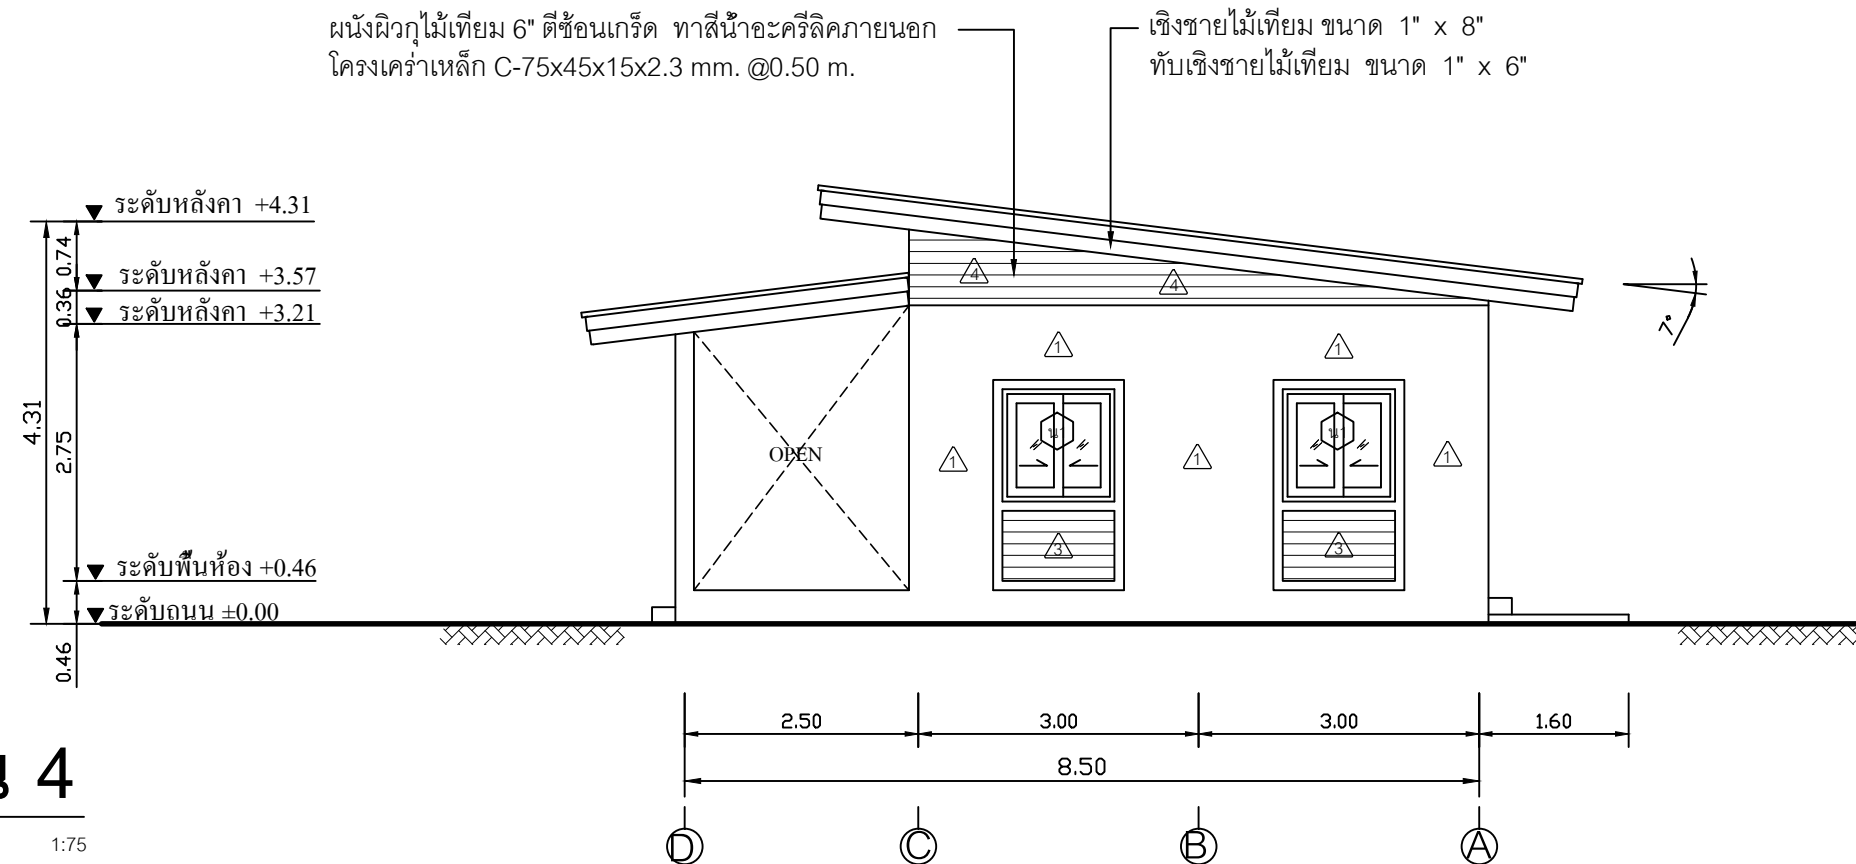 ผนังผิวกุไม้เทียม 6" ตีซ้อนเกร็ด ทาสีน้ำอะครีลิคภายนอก
โครงเคร่าเหล็ก C-75x45x15x2.3 mm. @0.50 m.
เชิงชายไม้เทียม ขนาด 1" x 8"
ทับเชิงชายไม้เทียม ขนาด 1" x 6"
ระดับหลังคา +4.31
ระดับหลังคา +3.57
ระดับหลังคา +3.21
ระดับพื้นห้อง +0.46
ระดับถนน ±0.00
0.74
0.36
2.75
4.31
0.46
4
4
7°
1
1
น1
น1
OPEN
1
1
1
3
3
2.50
3.00
3.00
1.60
8.50
4
1:75
D
C
B
A